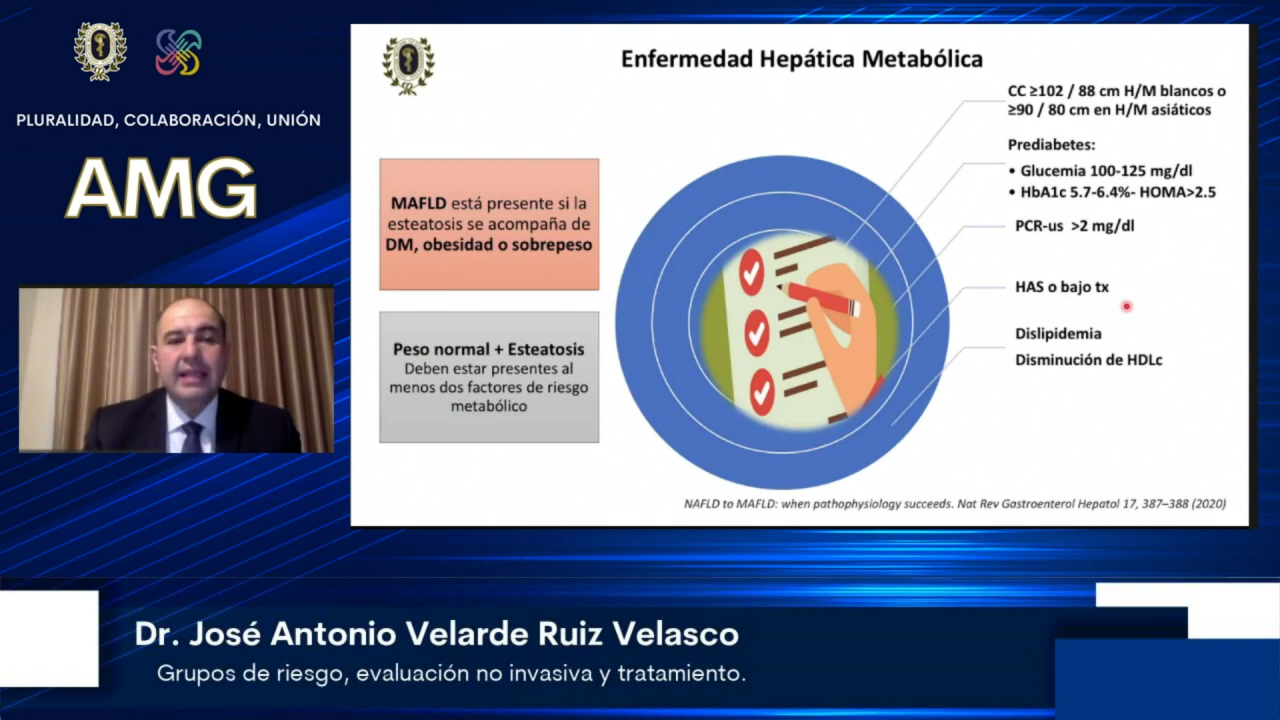 PLURALIDAD, COLABORACIÓN, UNIÓN
AMG
Enfermedad Hepática Metabólica
MAFLD está presente si la
esteatosis se acompaña de
DM, obesidad o sobrepeso
Peso normal + Esteatosis
Deben estar presentes al
menos dos factores de riesgo
metabólico
CC ≥102 / 88 cm H/M blancos o
≥90 / 80 cm en H/M asiáticos
Prediabetes:
• Glucemia 100-125 mg/dl
• HbA1c 5.7-6.4%- HOMA>2.5
PCR-us >2 mg/dl
HAS o bajo tx
Dislipidemia
Disminución de HDLc
NAFLD to MAFLD: when pathophysiology succeeds. Nat Rev Gastroenterol Hepatol 17, 387–388 (2020)
Dr. José Antonio Velarde Ruiz Velasco
Grupos de riesgo, evaluación no invasiva y tratamiento.